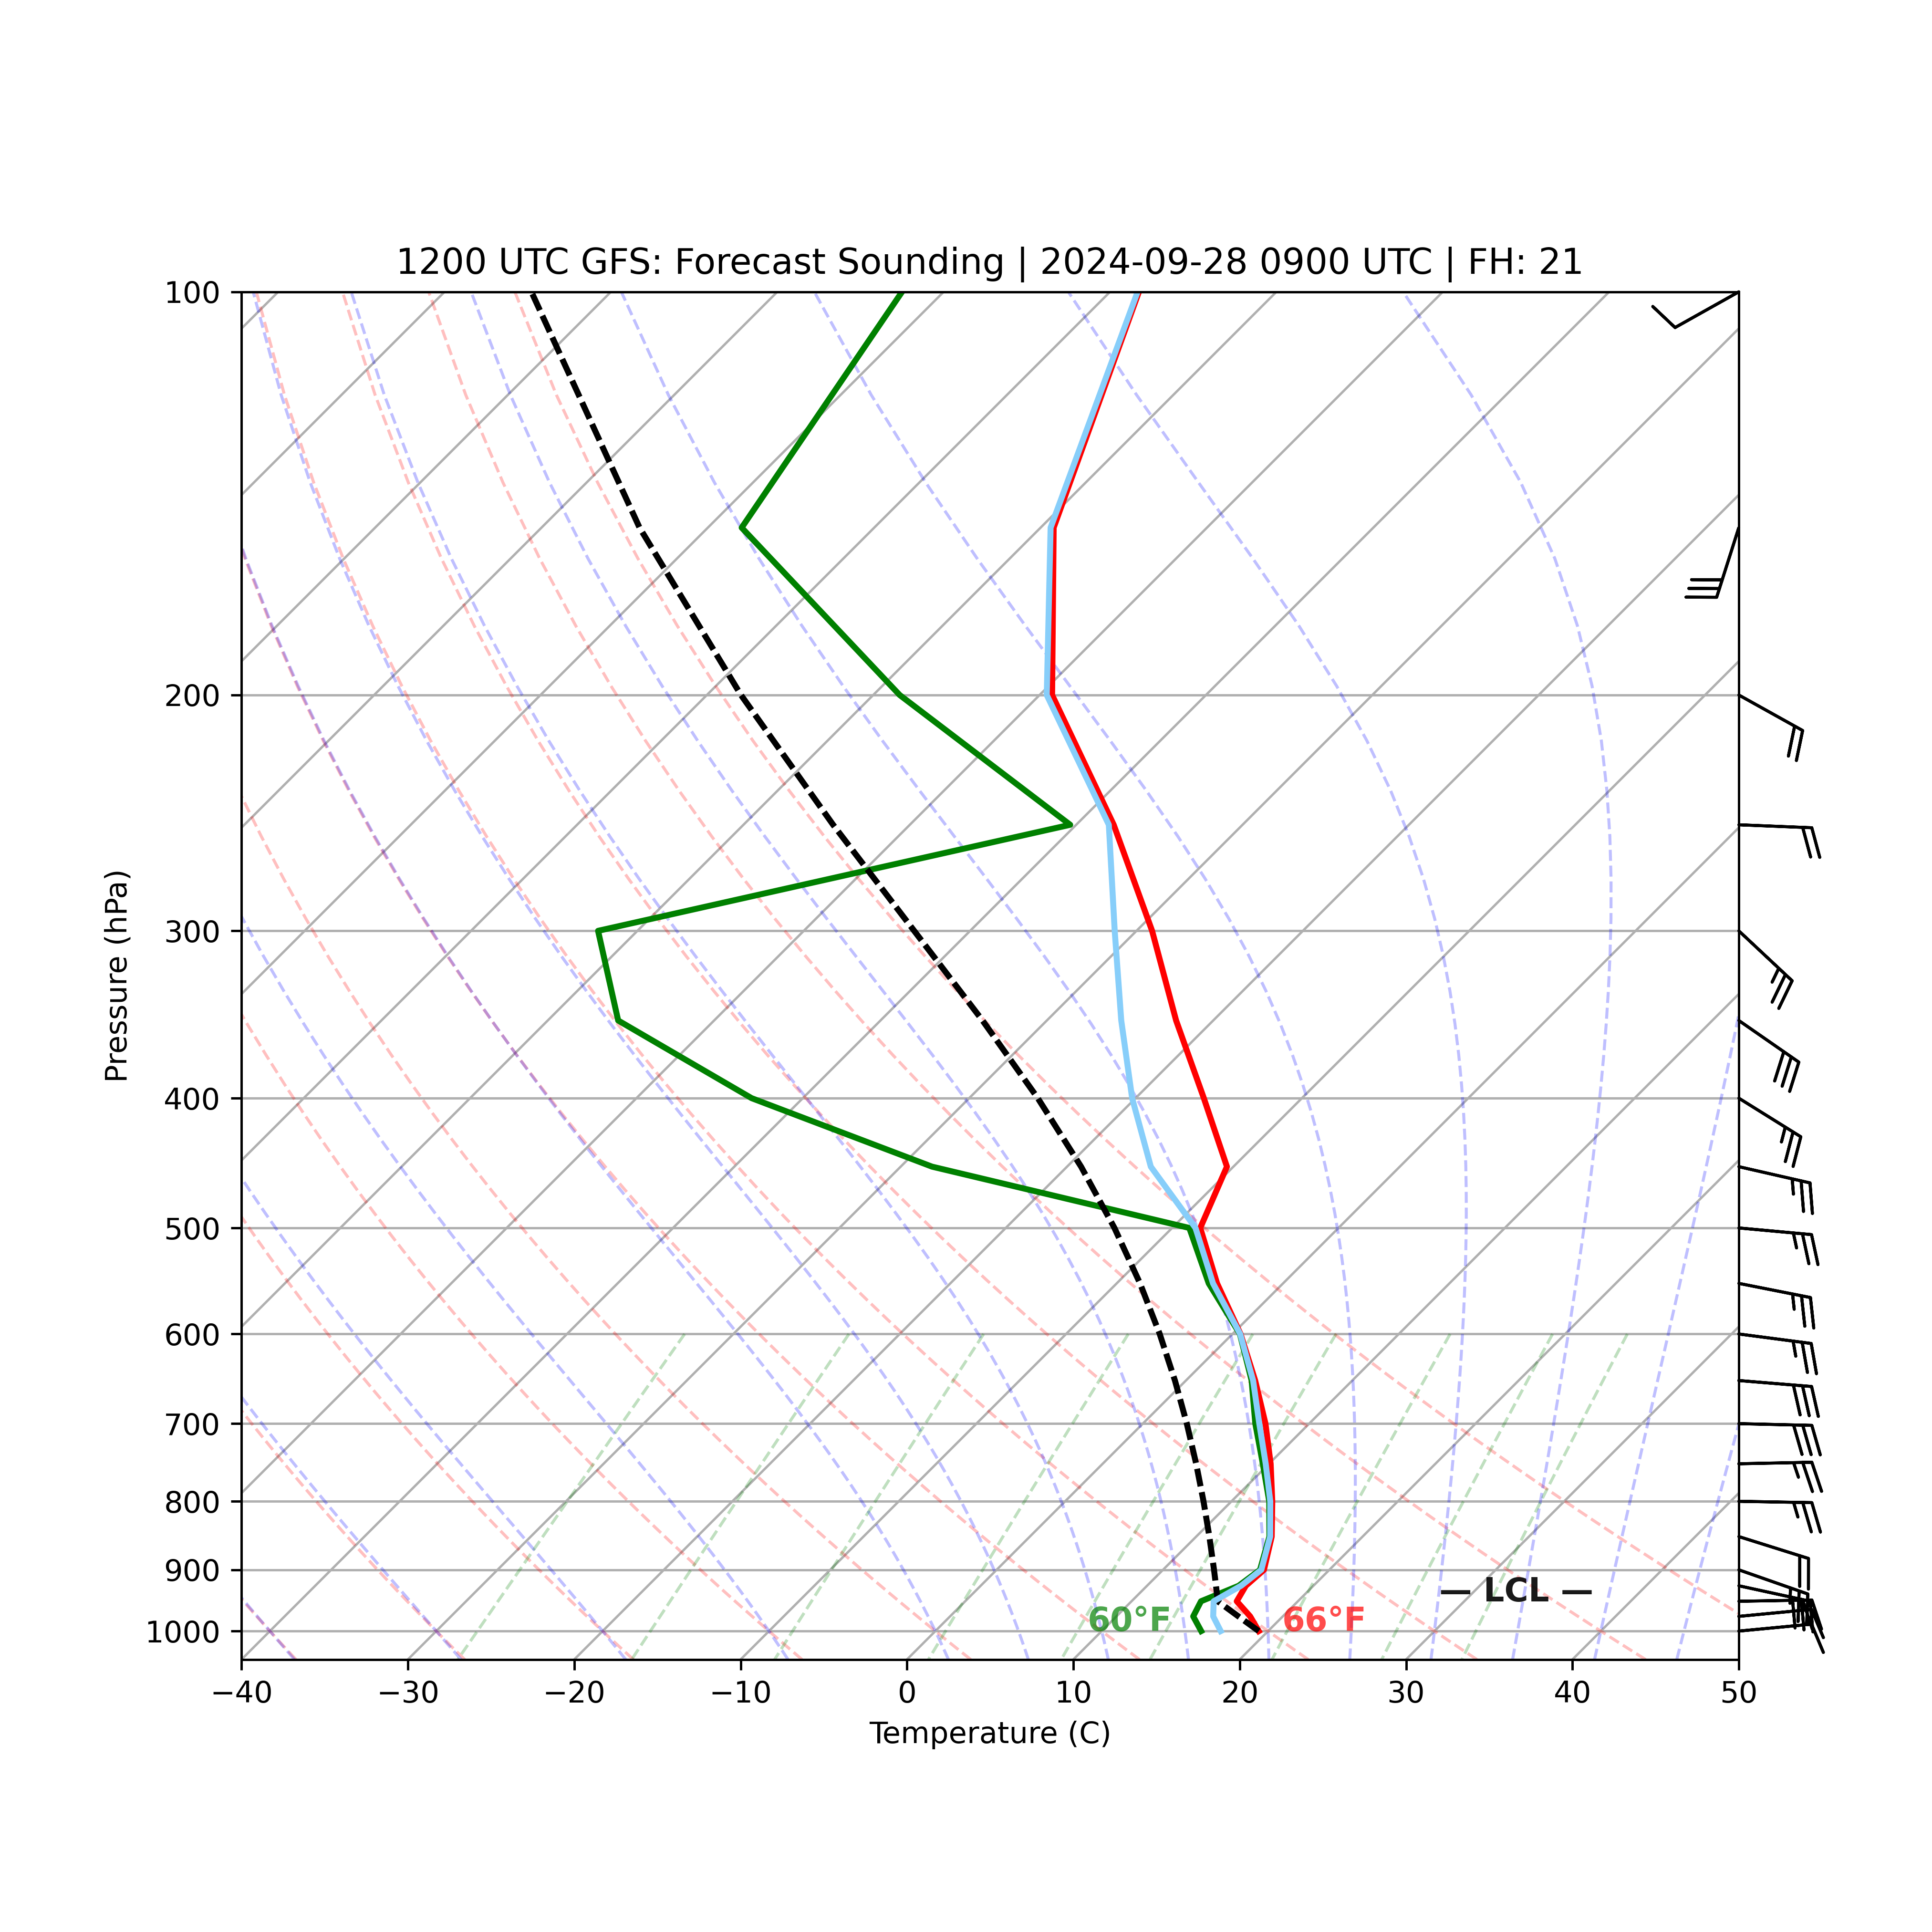 1200 UTC GFS: Forecast Sounding | 2024-09-28 0900 UTC | FH: 21
100
200
300
400
500
600
700
800
900
1000
Pressure (hPa)
60°F
66°F
— LCL —
−40 −30 −20 −10 0 10 20 30 40 50
Temperature (C)